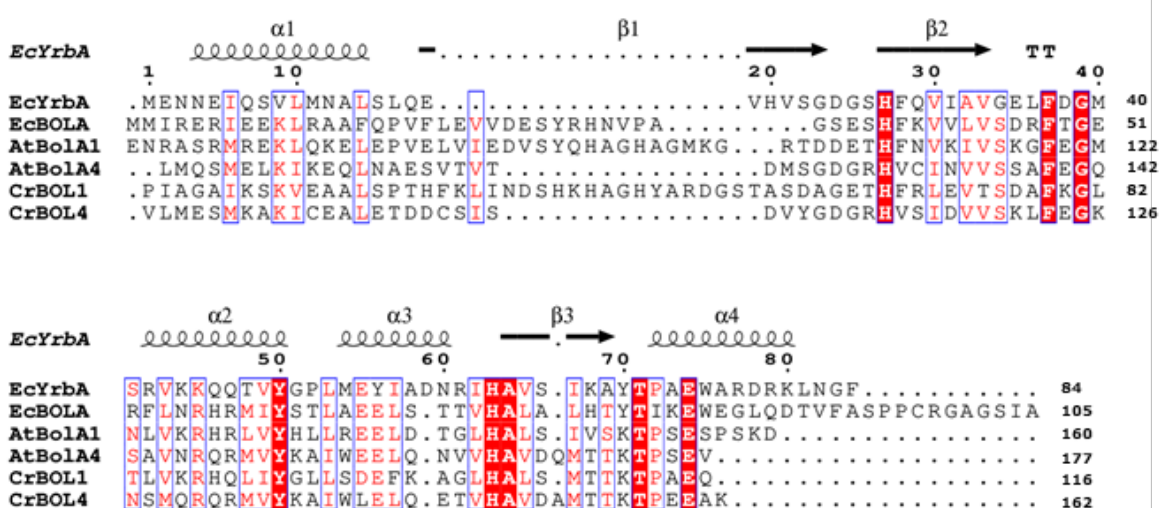 α1 β1 β2
EcYrbA TT
1 10 20 30 40
EcYrbA .MENNEIQSVLMNALSLQE...................VHVSGDGSHFQVIAVGELFDGM 40
EcBOLA MMIRERIEEKLRAAFQPVFLEVVDESYRHNVPA.........GSESHFKVVLVSDRFTGE 51
AtBolA1 ENRASRMREKLQKELEPVELVIEDVSYQHAGHAGMKG...RTDDETHFNVKIVSKGFEGM 122
AtBolA4 ..LMQSMELKIKEQLNAESVTVT................DMSGDGRHVCINVVSSAFEGQ 142
CrBOL1 .PIAGAIKSKVEAALSPTHFKLINDSHKHAGHYARDGSTASDAGETHFRLEVTSDAFKGL 82
CrBOL4 .VLMESMKAKICEALETDDCSIS................DVYGDGRHVSIDVVSKLFEGK 126
α2 α3 β3 α4
EcYrbA
50 60 70 80
EcYrbA SRVKKQQTVYGPLMEYIADNRIHAVS.IKAYTPAEWARDRKLNGF........... 84
EcBOLA RFLNRHRMIYSTLAEELS.TTVHALA.LHTYTIKEWEGLQDTVFASPPCRGAGSIA 105
AtBolA1 NLVKRHRLVYHLLREELD.TGLHALS.IVSKTPSESPSKD................ 160
AtBolA4 SAVNRQRMVYKAIWEELQ.NVVHAVDQMTTKTPSEV.................... 177
CrBOL1 TLVKRHQLIYGLLSDEFK.AGLHALS.MTTKTPAEQ.................... 116
CrBOL4 NSMQRQRMVYKAIWLELQ.ETVHAVDAMTTKTPEEAK................... 162